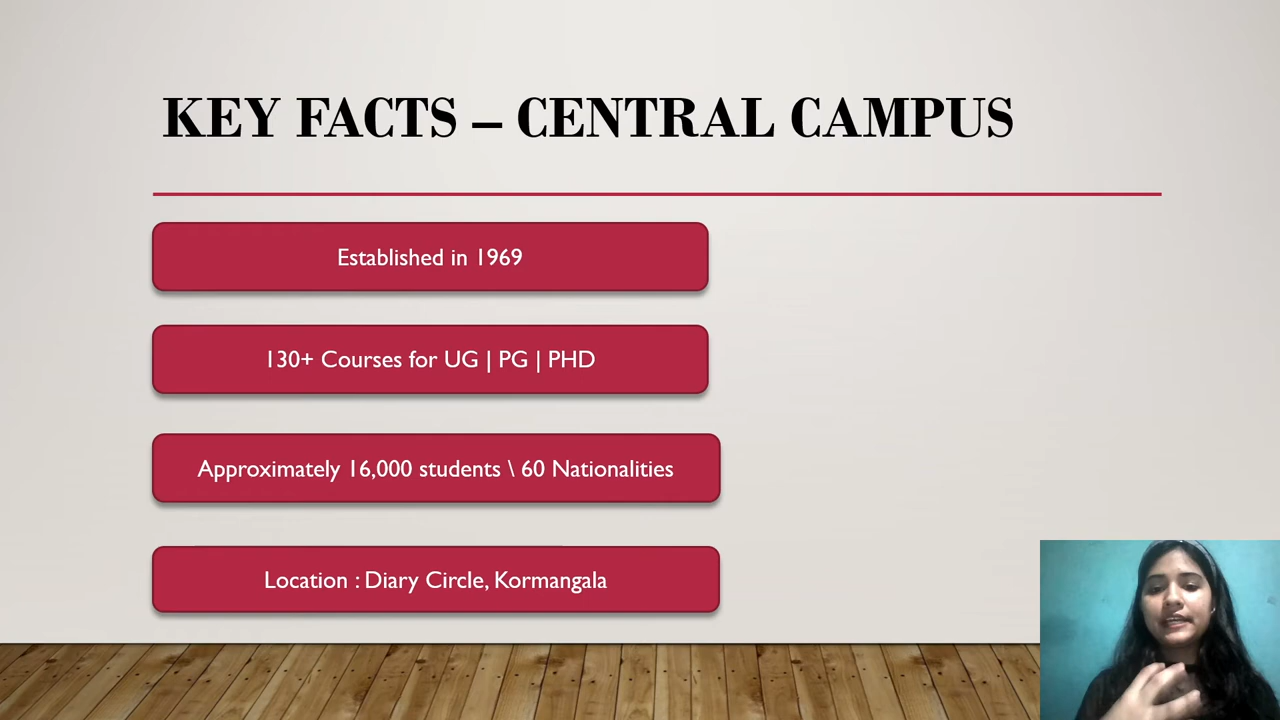 KEY FACTS – CENTRAL CAMPUS
Established in 1969
130+ Courses for UG | PG | PHD
Approximately 16,000 students \ 60 Nationalities
Location : Diary Circle, Kormangala